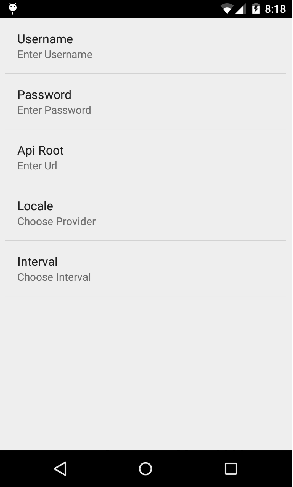 8:18
Username
Enter Username
Password
Enter Password
Api Root
Enter Url
Locale
Choose Provider
Interval
Choose Interval